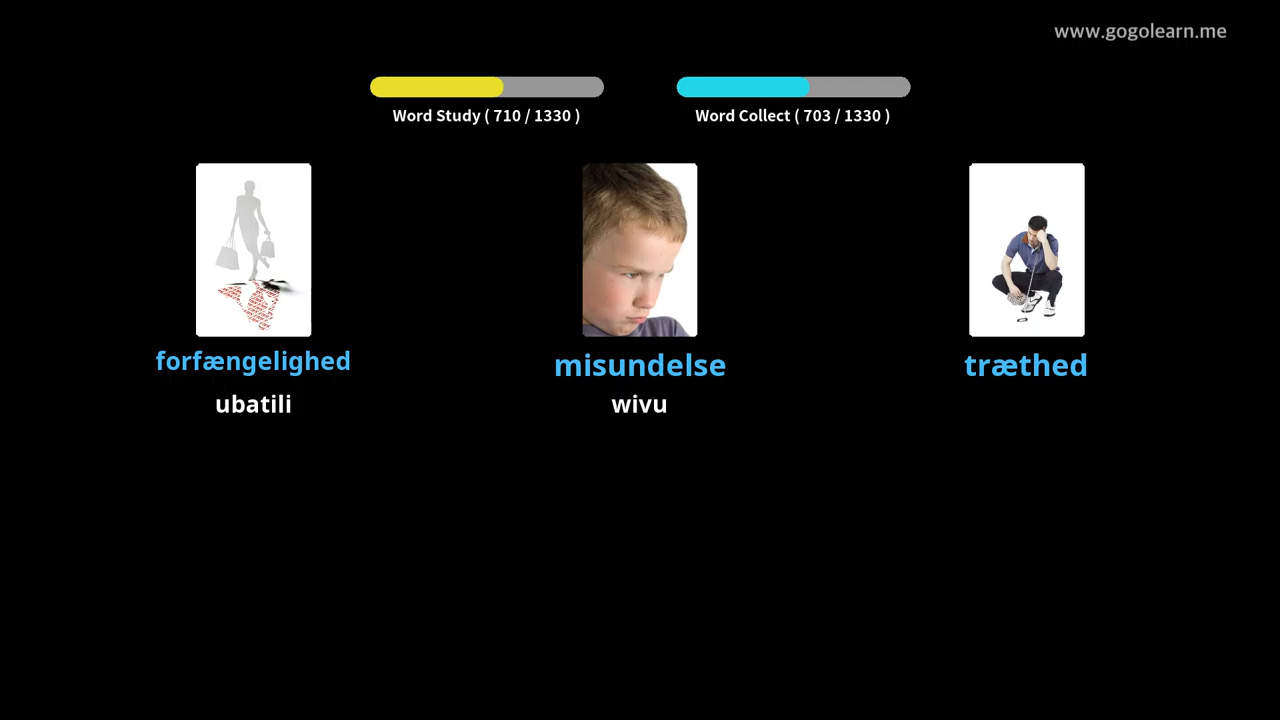 www.gogolearn.me
Word Study ( 710 / 1330 )
Word Collect ( 703 / 1330 )
forfængelighed
misundelse
træthed
ubatili
wivu